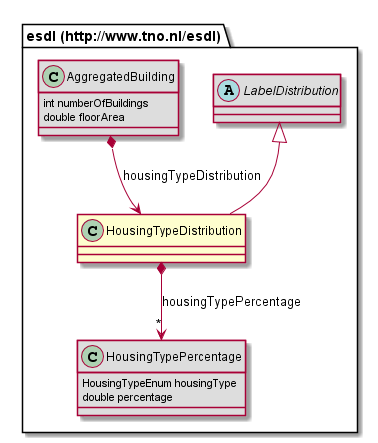 esdl (http://www.tno.nl/esdl)
C AggregatedBuilding
int numberOfBuildings
double floorArea
A LabelDistribution
housingTypeDistribution
C HousingTypeDistribution
housingTypePercentage
*
C HousingTypePercentage
HousingTypeEnum housingType
double percentage